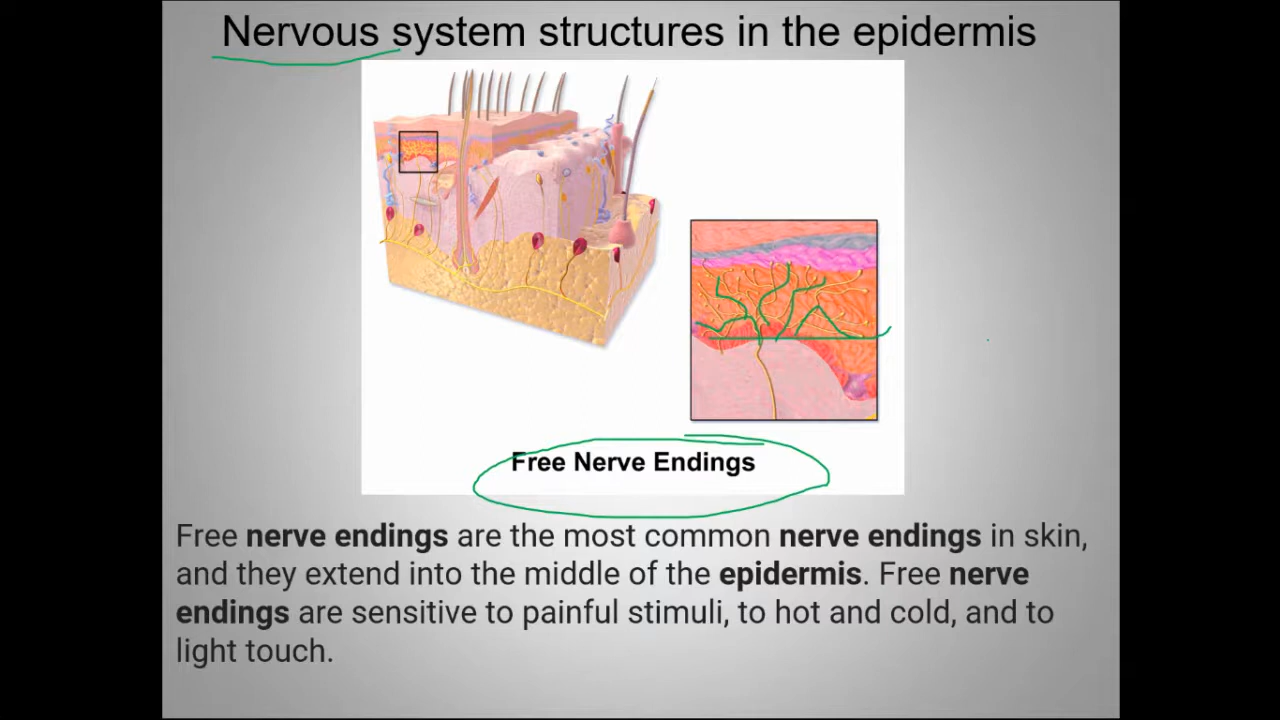 Nervous system structures in the epidermis
Free Nerve Endings
Free nerve endings are the most common nerve endings in skin,
and they extend into the middle of the epidermis. Free nerve
endings are sensitive to painful stimuli, to hot and cold, and to
light touch.